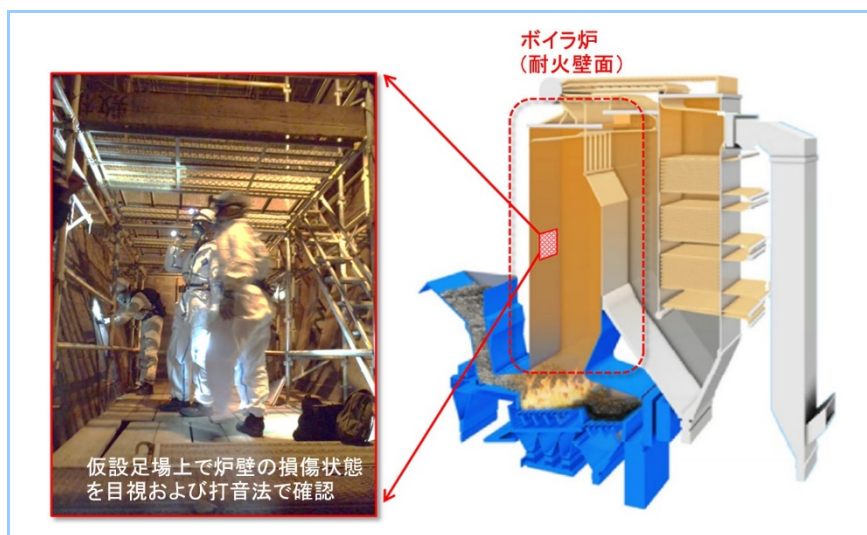 ボイラ炉
（耐火壁面）
仮設足場上で炉壁の損傷状態
を目視および打音法で確認